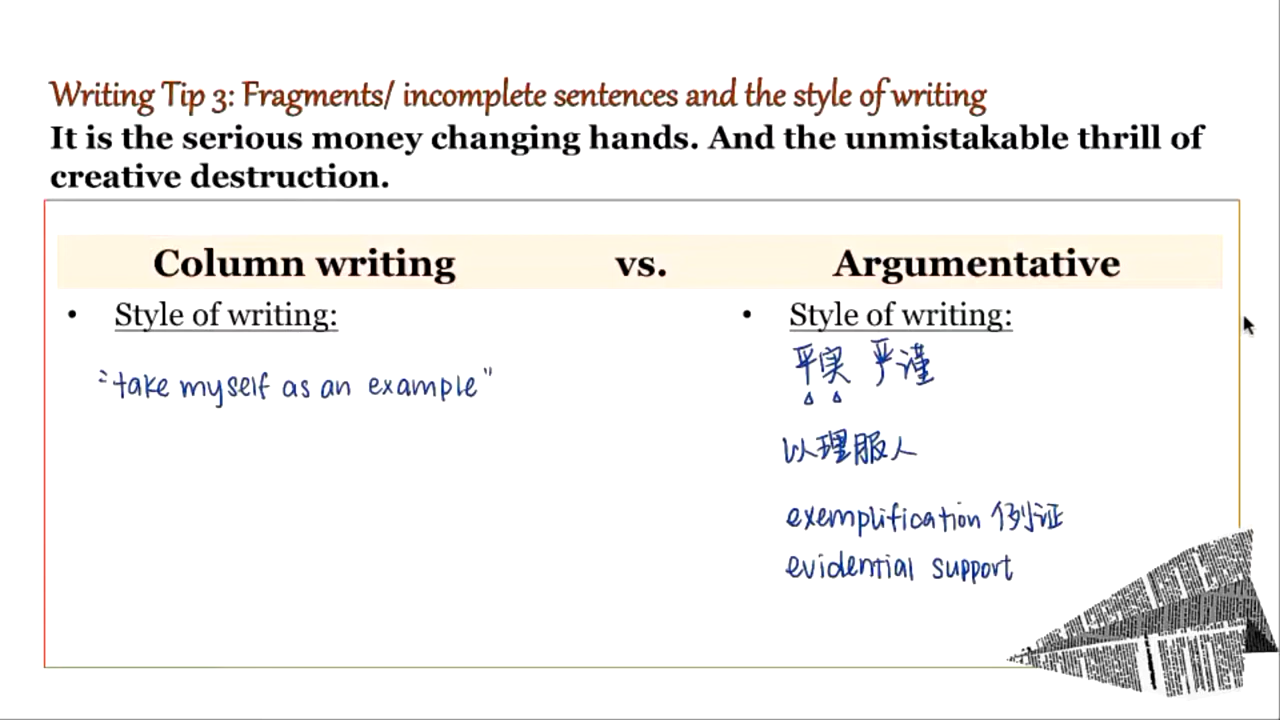 Writing Tip 3: Fragments/ incomplete sentences and the style of writing
It is the serious money changing hands. And the unmistakable thrill of
creative destruction.
Column writing vs. Argumentative
• Style of writing:
"take myself as an example"
• Style of writing:
平实 严谨
以理服人
exemplification 例证
evidential support